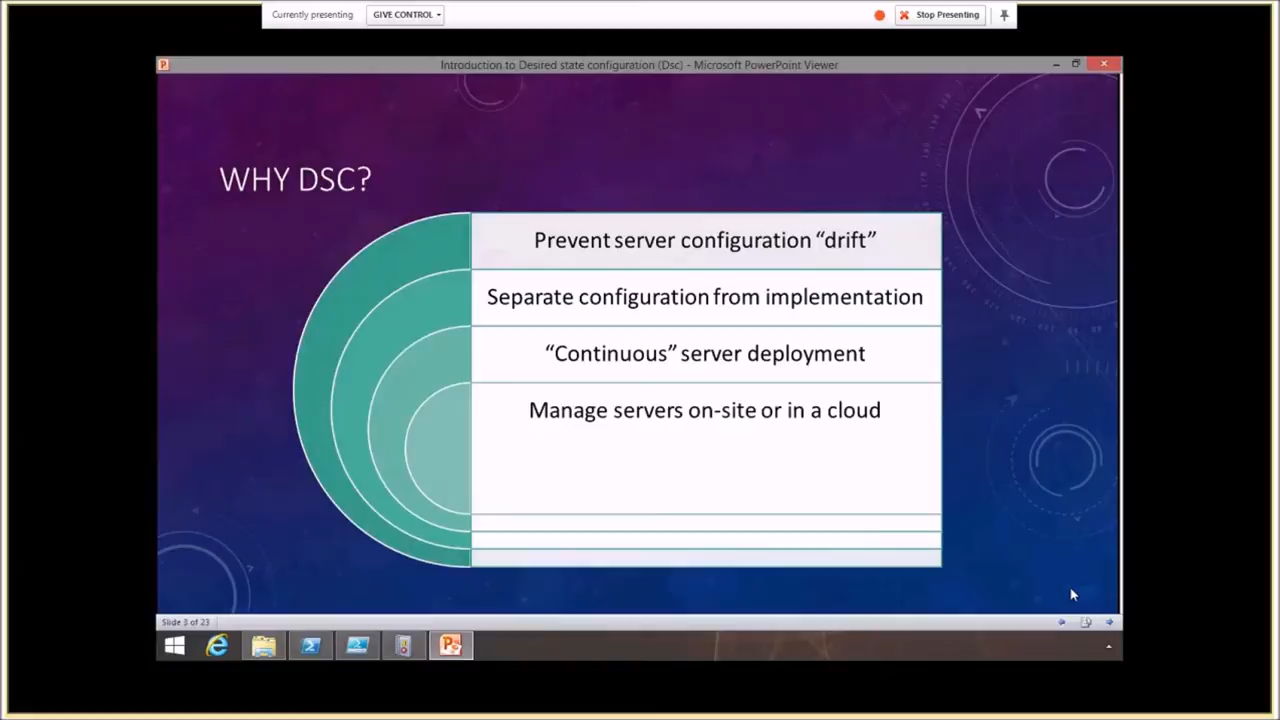 Currently presenting
GIVE CONTROL
Stop Presenting
Introduction to Desired state configuration (Dsc) - Microsoft PowerPoint Viewer
WHY DSC?
Prevent server configuration “drift”
Separate configuration from implementation
“Continuous” server deployment
Manage servers on-site or in a cloud
Slide 3 of 23